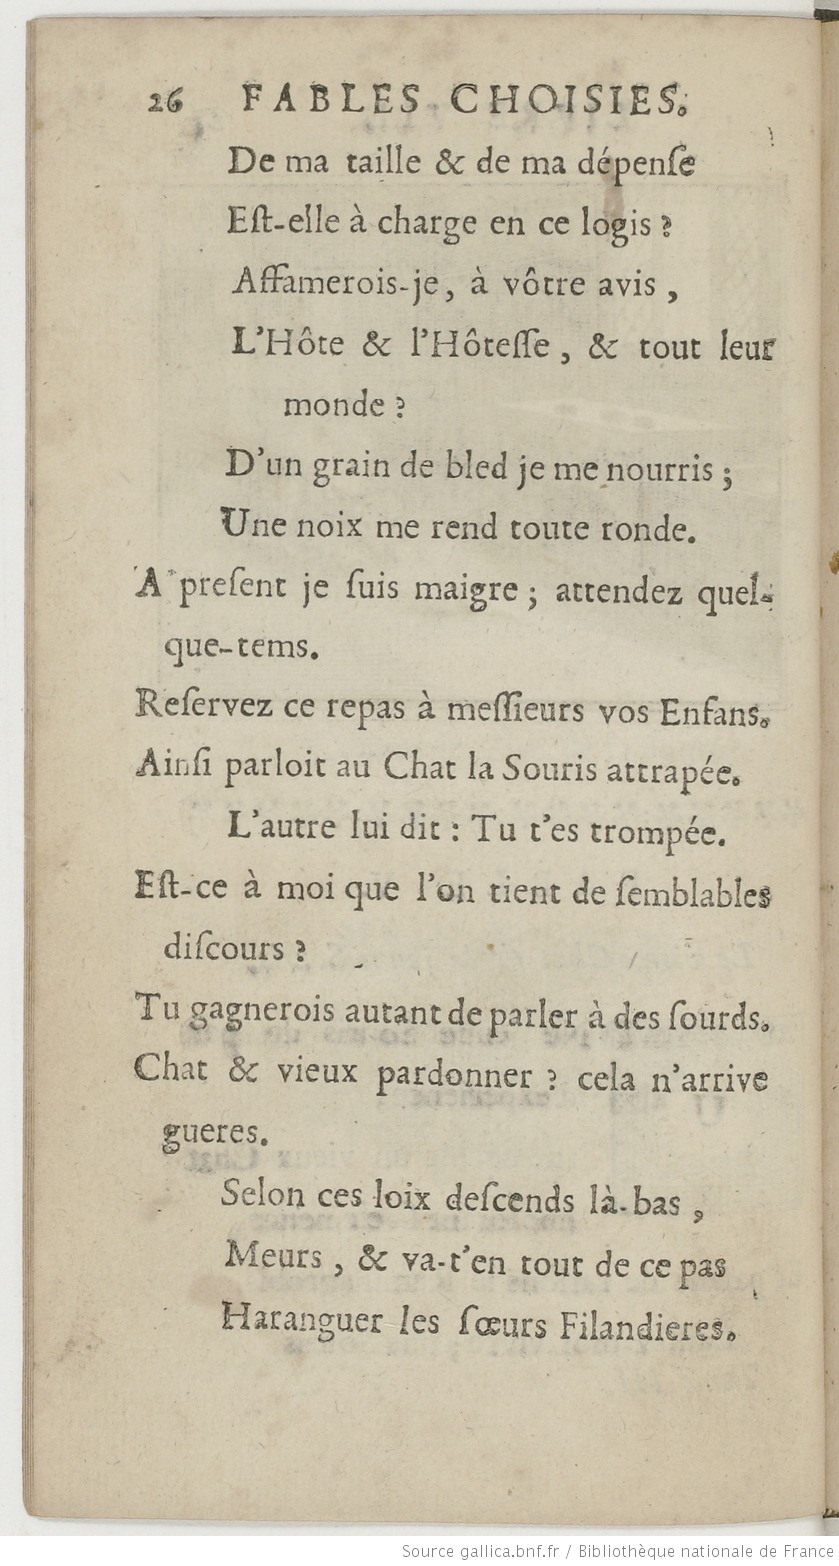 26 FABLES CHOISIES.
De ma taille & de ma dépenſe
Eſt-elle à charge en ce logis ?
Affamerois-je, à vôtre avis ,
L'Hôte & l'Hôteſſe , & tout leur
monde ?
D'un grain de bled je me nourris ;
Une noix me rend toute ronde.
A preſent je ſuis maigre ; attendez quel-
que-tems.
Reſervez ce repas à meſſieurs vos Enfans.
Ainſi parloit au Chat la Souris attrapée.
L'autre lui dit : Tu t'es trompée.
Eſt-ce à moi que l'on tient de ſemblables
diſcours ?
Tu gagnerois autant de parler à des ſourds.
Chat & vieux pardonner ? cela n'arrive
gueres.
Selon ces loix deſcends là-bas ,
Meurs , & va-t'en tout de ce pas
Haranguer les ſœurs Filandieres.
Source gallica.bnf.fr / Bibliothèque nationale de France